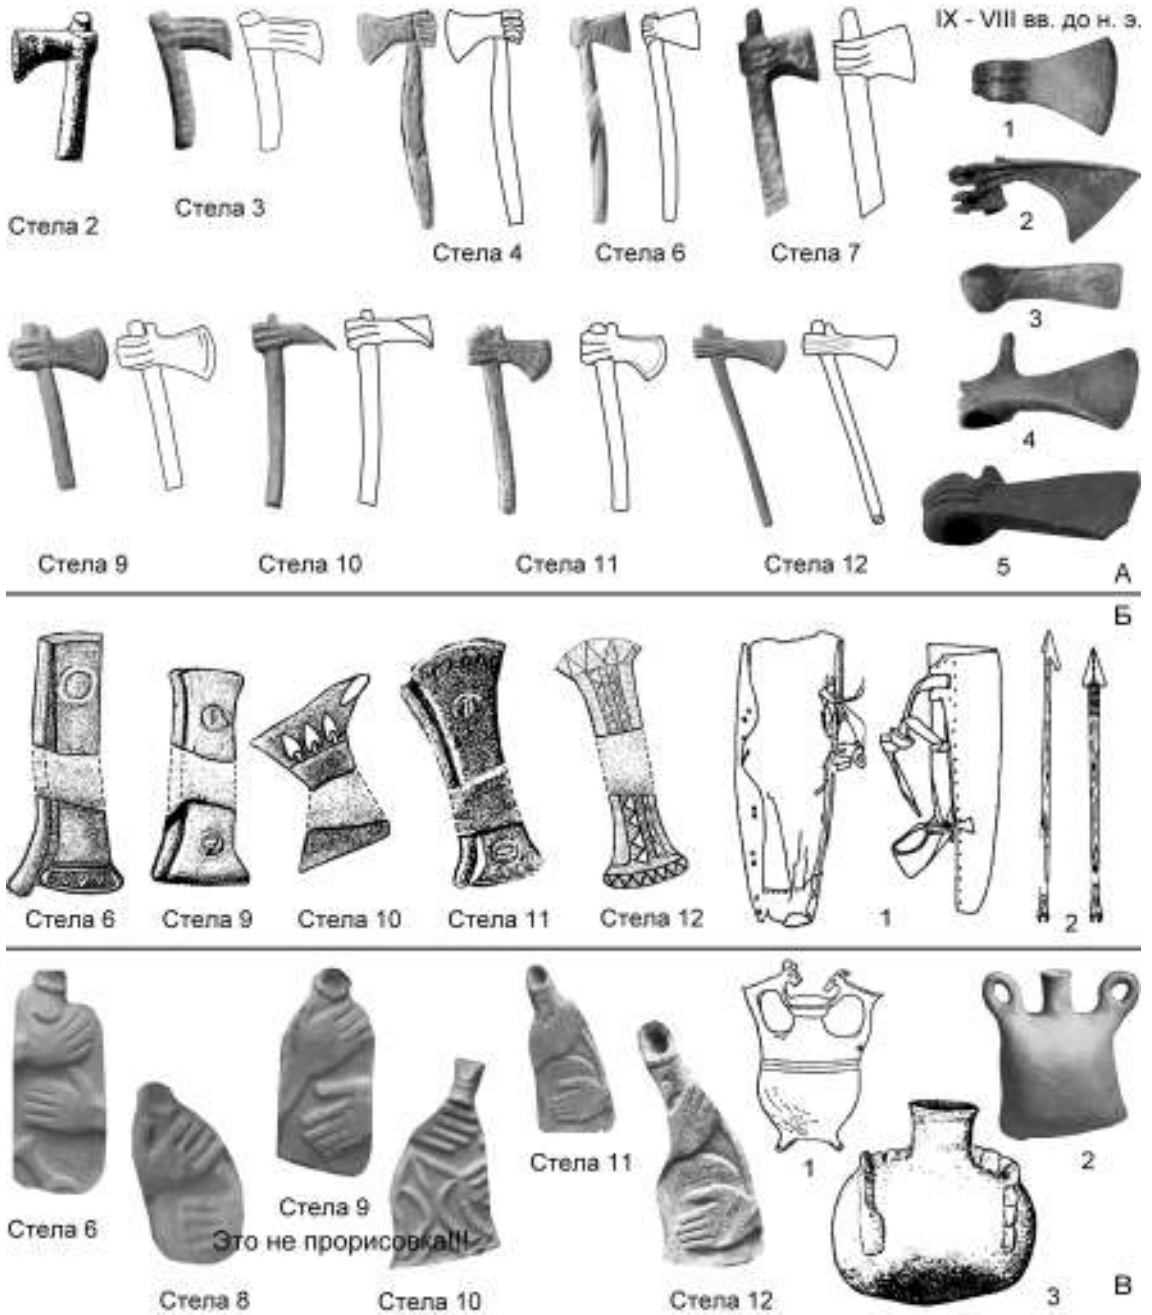 IX - VIII вв. до н. э.
1
Стела 2
Стела 3
Стела 4
Стела 6
Стела 7
2
3
4
Стела 9
Стела 10
Стела 11
Стела 12
5
А
Б
Стела 6
Стела 9
Стела 10
Стела 11
Стела 12
1
2
Стела 6
Стела 8
Стела 9
Это не прорисовка!!!
Стела 10
Стела 11
Стела 12
1
2
3
В